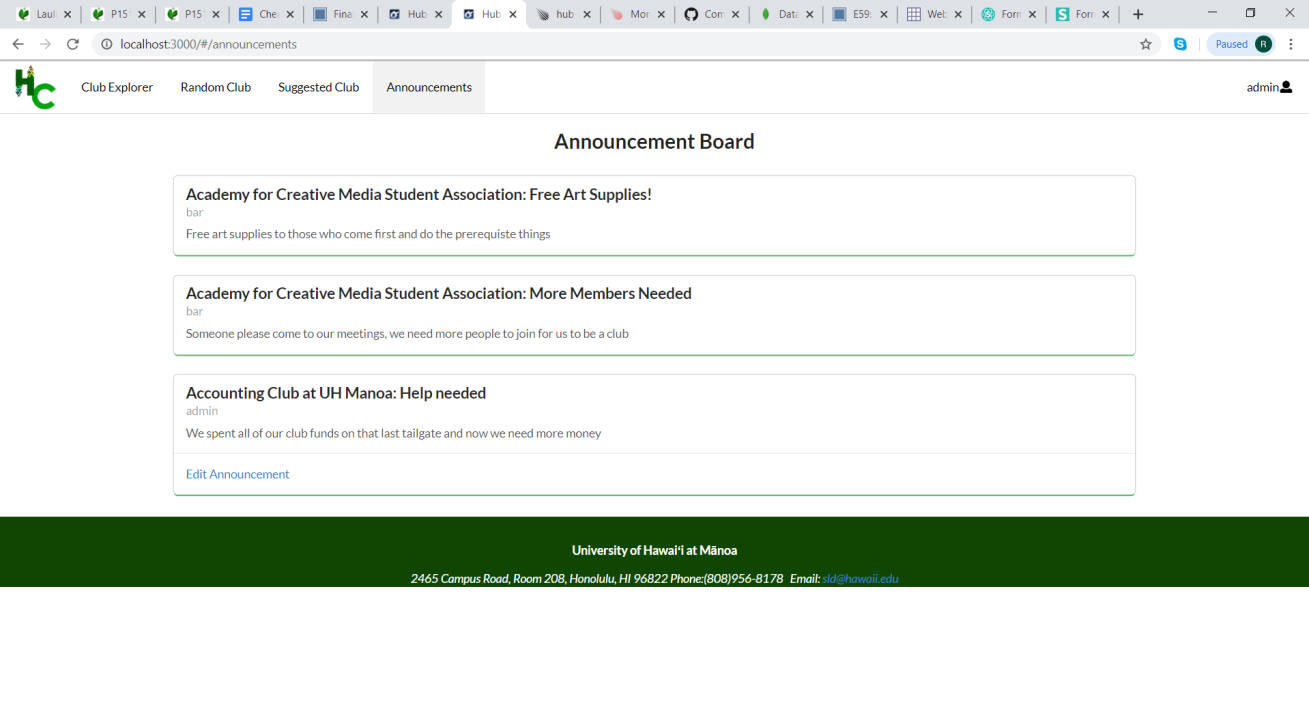 Laul P15 P15 Che Fina Hub Hub hub Mor Com Data E59: Web Forn Forn
localhost:3000/#/announcements Paused R
HC Club Explorer Random Club Suggested Club Announcements admin
Announcement Board
Academy for Creative Media Student Association: Free Art Supplies!
bar
Free art supplies to those who come first and do the prerequiste things
Academy for Creative Media Student Association: More Members Needed
bar
Someone please come to our meetings, we need more people to join for us to be a club
Accounting Club at UH Manoa: Help needed
admin
We spent all of our club funds on that last tailgate and now we need more money
Edit Announcement
University of Hawaiʻi at Mānoa
2465 Campus Road, Room 208, Honolulu, HI 96822 Phone:(808)956-8178 Email: sld@hawaii.edu